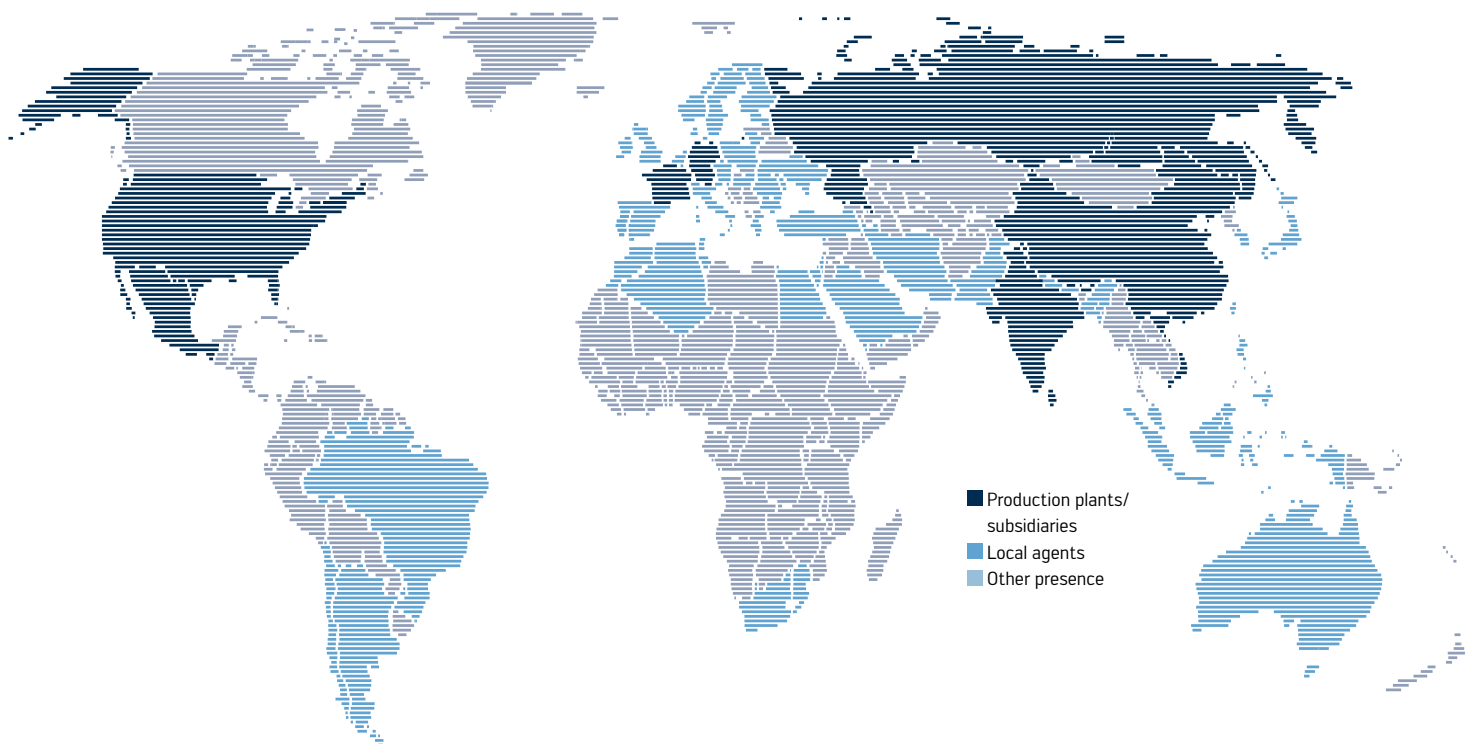 Production plants/
subsidiaries
Local agents
Other presence